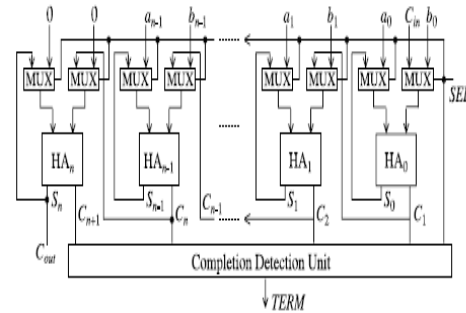 0 0 a_{n-1} b_{n-1} a_1 b_1 a_0 C_{in} b_0
MUX MUX MUX MUX MUX MUX MUX MUX
SEL
HA_n HA_{n-1} HA_1 HA_0
S_n C_{n+1} S_{n-1} C_n C_{n-1} S_1 C_2 S_0 C_1
C_{out}
Completion Detection Unit
TERM